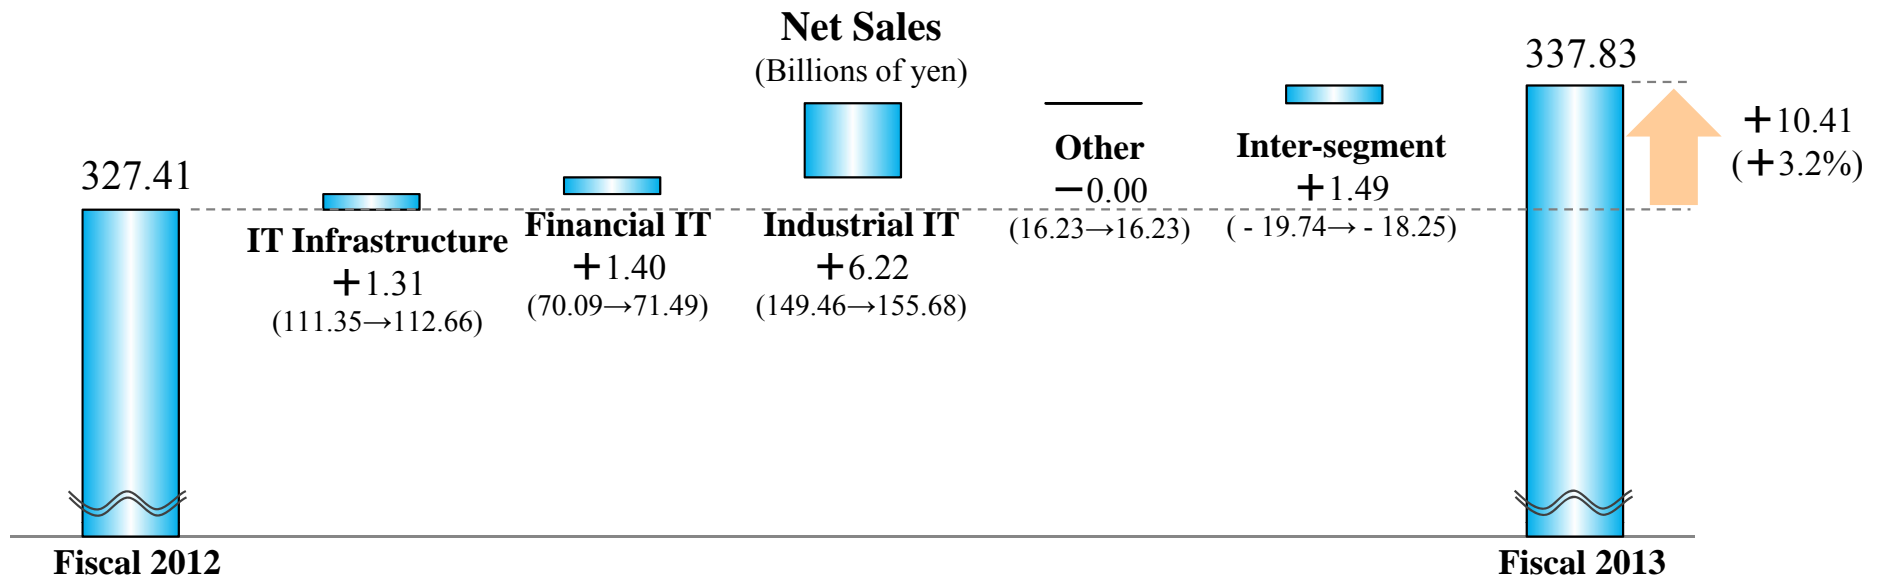 Net Sales
(Billions of yen)
327.41
IT Infrastructure
+1.31
(111.35→112.66)
Financial IT
+1.40
(70.09→71.49)
Industrial IT
+6.22
(149.46→155.68)
Other
−0.00
(16.23→16.23)
Inter-segment
+1.49
( - 19.74→ - 18.25)
337.83
+10.41
(+3.2%)
Fiscal 2012
Fiscal 2013